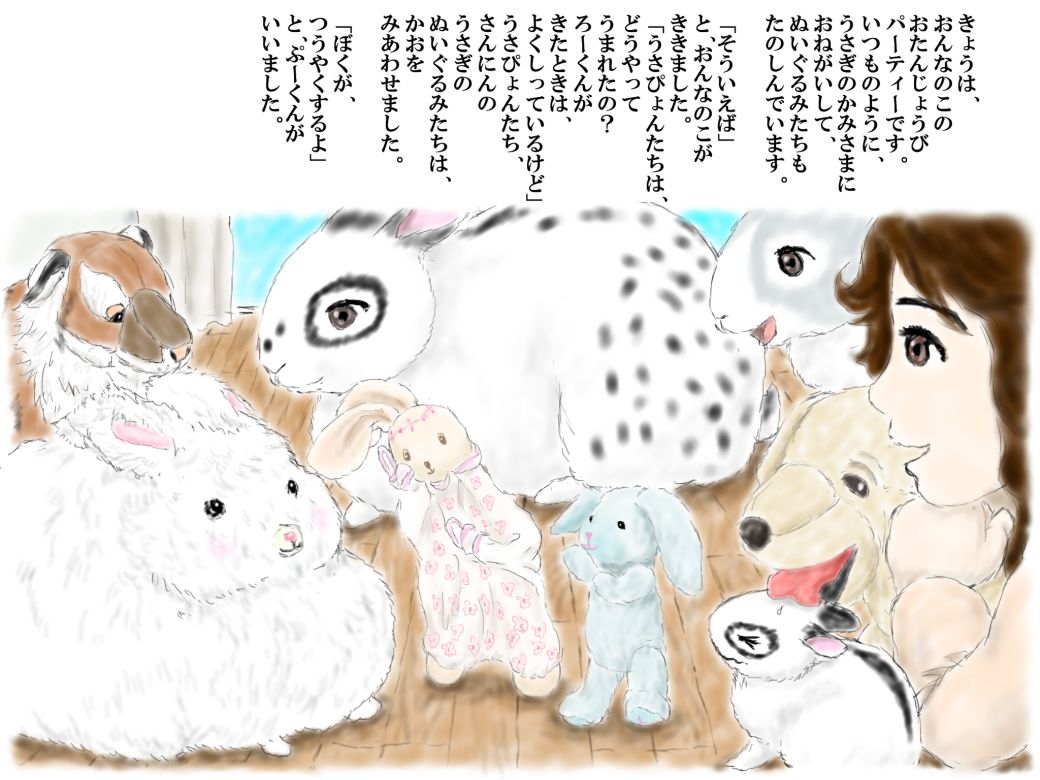 きょうは、
おんなのこの
おたんじょうび
パーティーです。
いつものように、
うさぎのかみさまに
おねがいして、
ぬいぐるみたちも
たのしんでいます。
「そういえば」
と、おんなのこが
ききました。
「うさぴょんたちは、
どうやって
うまれたの？
ろーくんが
きたときは、
よくしっているけど」
うさぴょんたち、
さんにんの
うさぎの
ぬいぐるみたちは、
かおを
みあわせました。
「ぼくが、
つうやくするよ」
と、ぷーくんが
いいました。